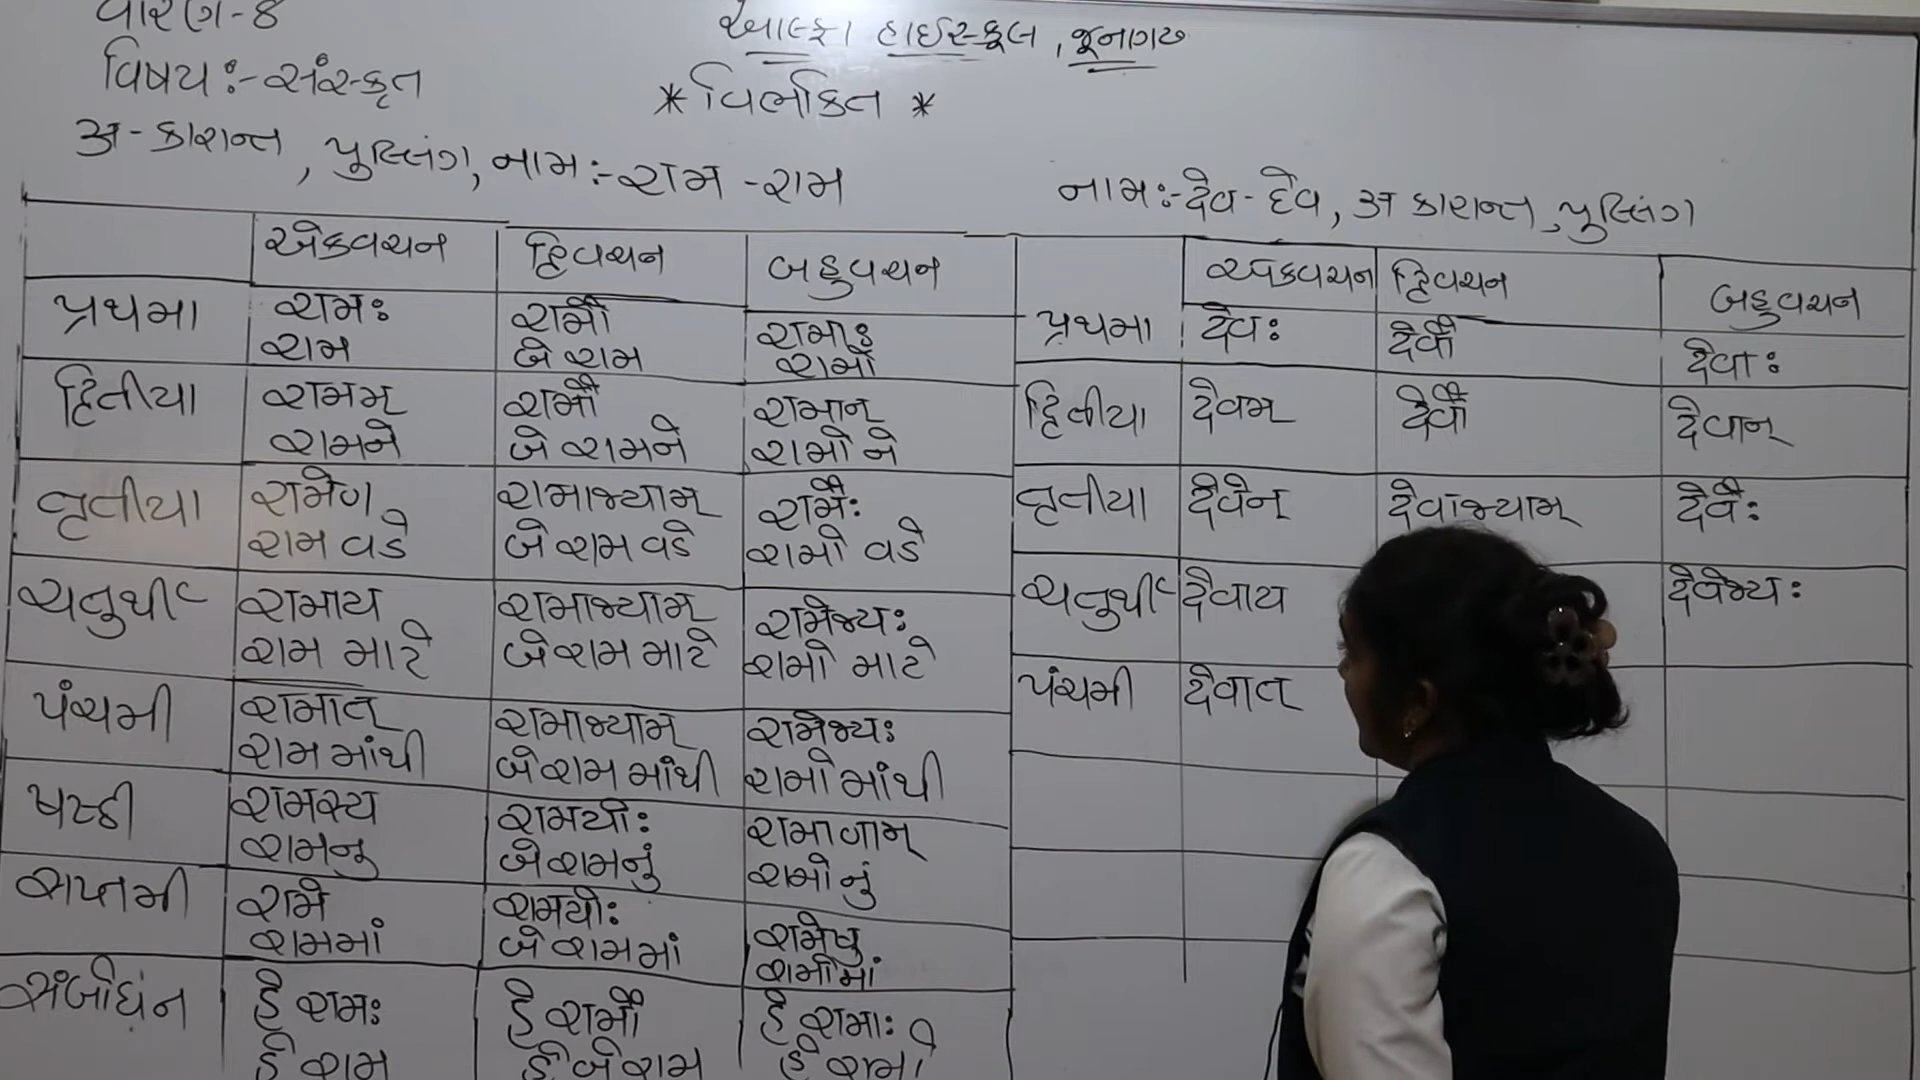 ધોરણ-8
આલ્ફા હાઈસ્કૂલ, જૂનાગઢ
વિષય:-સંસ્કૃત
* વિભકિત *
अ-કારાન્ત, પુલ્લિંગ, નામ:-રામ -રામ
નામ:-देव-દેવ, अ કારાન્ત, પુલ્લિંગ
એકવચન દ્વિવચન બહુવચન
પ્રથમા રામઃ રામૌ રામાઃ
રામ બે રામ રામો
દ્વિતીયા રામમ્ રામૌ રામાન્
રામને બે રામને રામો ને
તૃતીયા રામેણ રામાભ્યામ્ રામૈઃ
રામ વડે બે રામ વડે રામો વડે
ચતુર્થી રામાય રામાભ્યામ્ રામેભ્યઃ
રામ માટે બે રામ માટે રામો માટે
પંચમી રામાત્ રામાભ્યામ્ રામેભ્યઃ
રામ માંથી બે રામ માંથી રામો માંથી
ષષ્ઠી રામસ્ય રામયોઃ રામાણામ્
રામનુ બે રામનું રામો નું
સપ્તમી રામે રામયોઃ રામેષુ
રામમાં બે રામમાં રામોમાં
સંબોધન હે રામઃ હે રામૌ હે રામાઃ
હે રામ હે બે રામ હે રામો
એકવચન દ્વિવચન બહુવચન
પ્રથમા દેવઃ દેવૌ દેવાઃ
દ્વિતીયા દેવમ્ દેવૌ દેવાન્
તૃતીયા દેવેન્ દેવાભ્યામ્ દેવૈઃ
ચતુર્થી દેવાય દેવેભ્યઃ
પંચમી દેવાત્